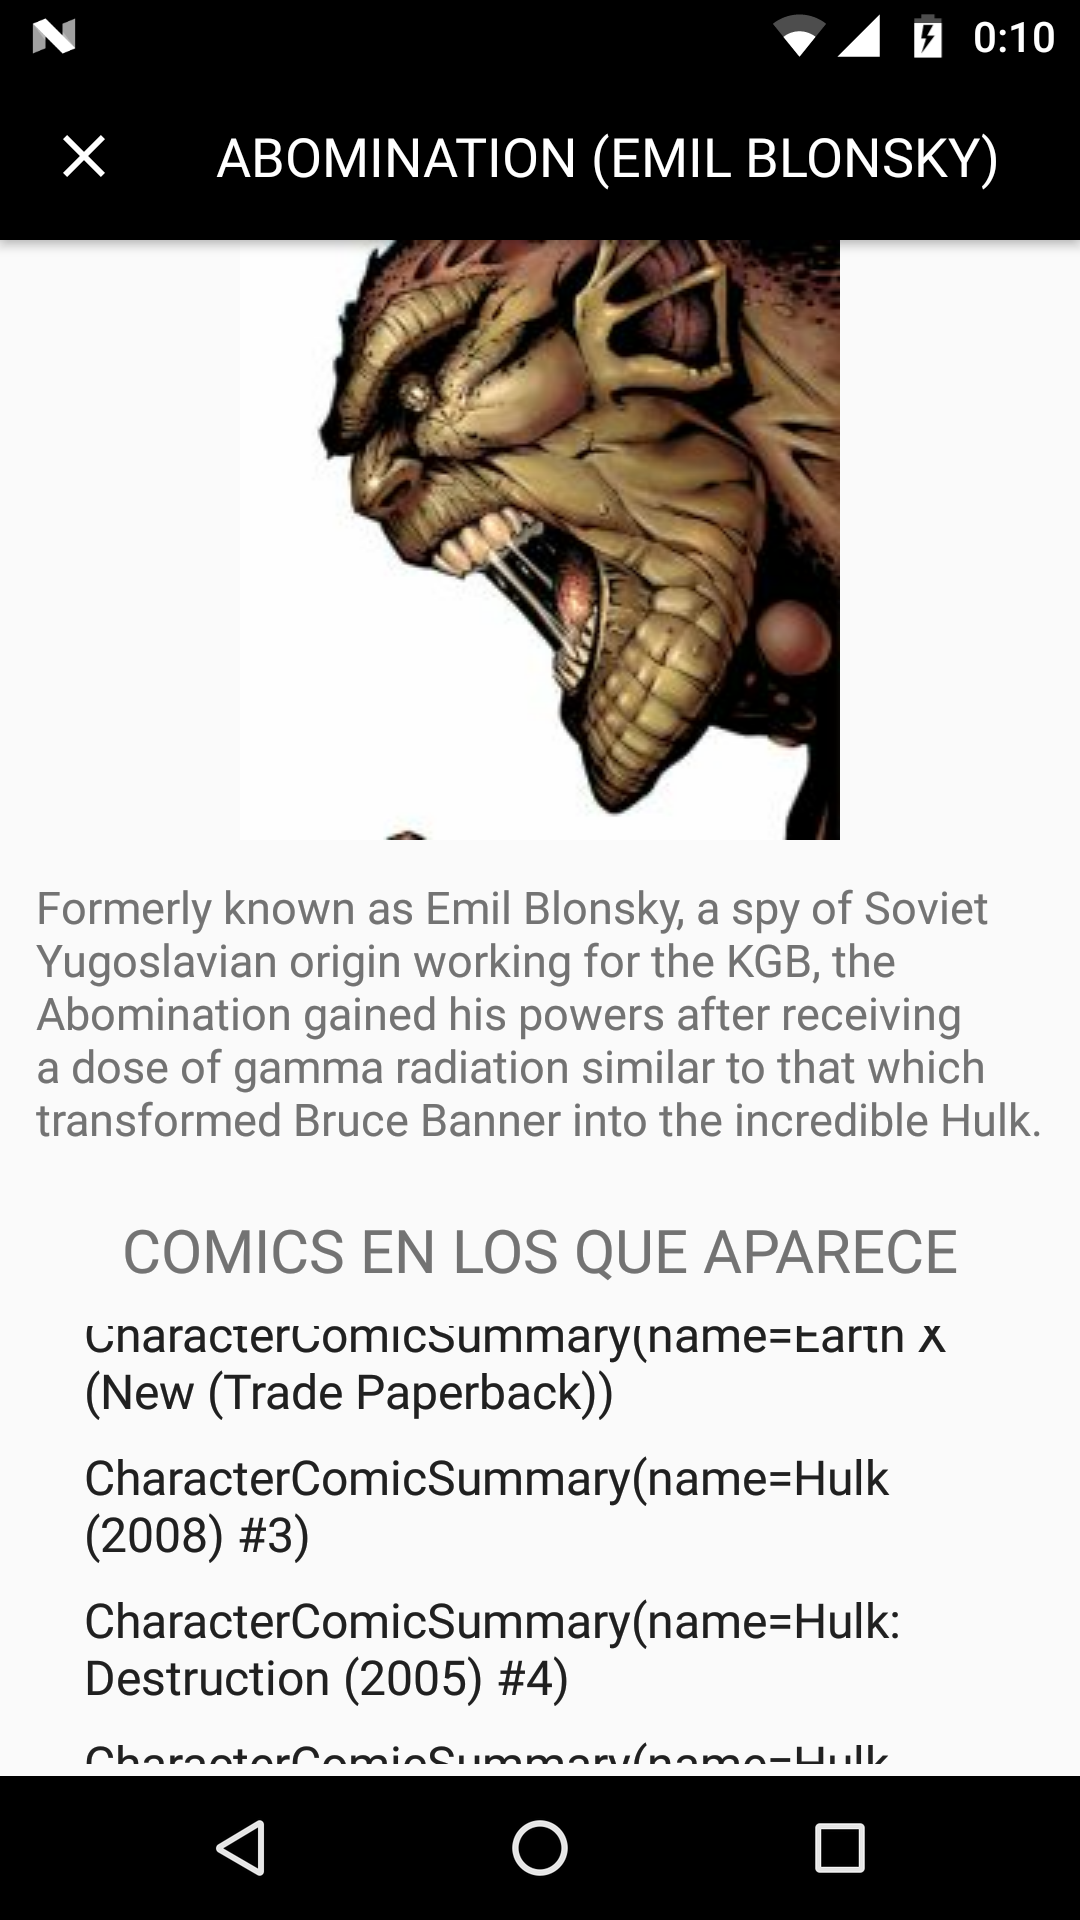 0:10
ABOMINATION (EMIL BLONSKY)
Formerly known as Emil Blonsky, a spy of Soviet
Yugoslavian origin working for the KGB, the
Abomination gained his powers after receiving
a dose of gamma radiation similar to that which
transformed Bruce Banner into the incredible Hulk.
COMICS EN LOS QUE APARECE
CharacterComicSummary(name=Earth X
(New (Trade Paperback))
CharacterComicSummary(name=Hulk
(2008) #3)
CharacterComicSummary(name=Hulk:
Destruction (2005) #4)
CharacterComicSummary(name=Hulk